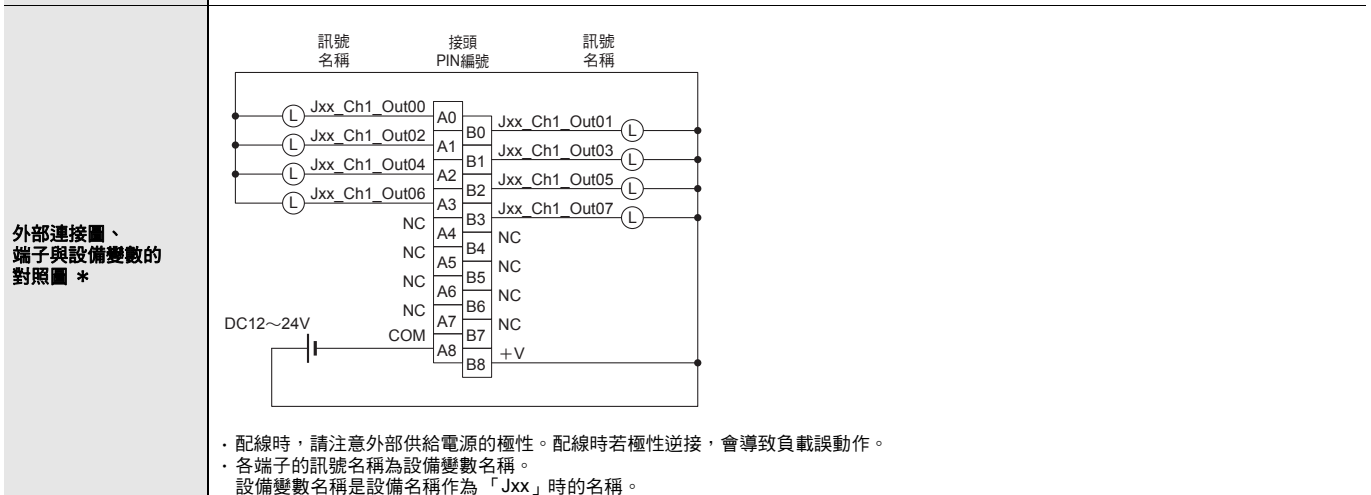 外部連接圖、
端子與設備變數的
對照圖 *
訊號 接頭 訊號
名稱 PIN編號 名稱
L Jxx_Ch1_Out00 A0
B0 Jxx_Ch1_Out01 L
L Jxx_Ch1_Out02 A1
B1 Jxx_Ch1_Out03 L
L Jxx_Ch1_Out04 A2
B2 Jxx_Ch1_Out05 L
L Jxx_Ch1_Out06 A3
B3 Jxx_Ch1_Out07 L
NC A4
B4 NC
NC A5
B5 NC
NC A6
B6 NC
NC A7
B7 NC
DC12～24V
COM A8
B8 +V
・配線時，請注意外部供給電源的極性。配線時若極性逆接，會導致負載誤動作。
・各端子的訊號名稱為設備變數名稱。
設備變數名稱是設備名稱作為「Jxx」時的名稱。